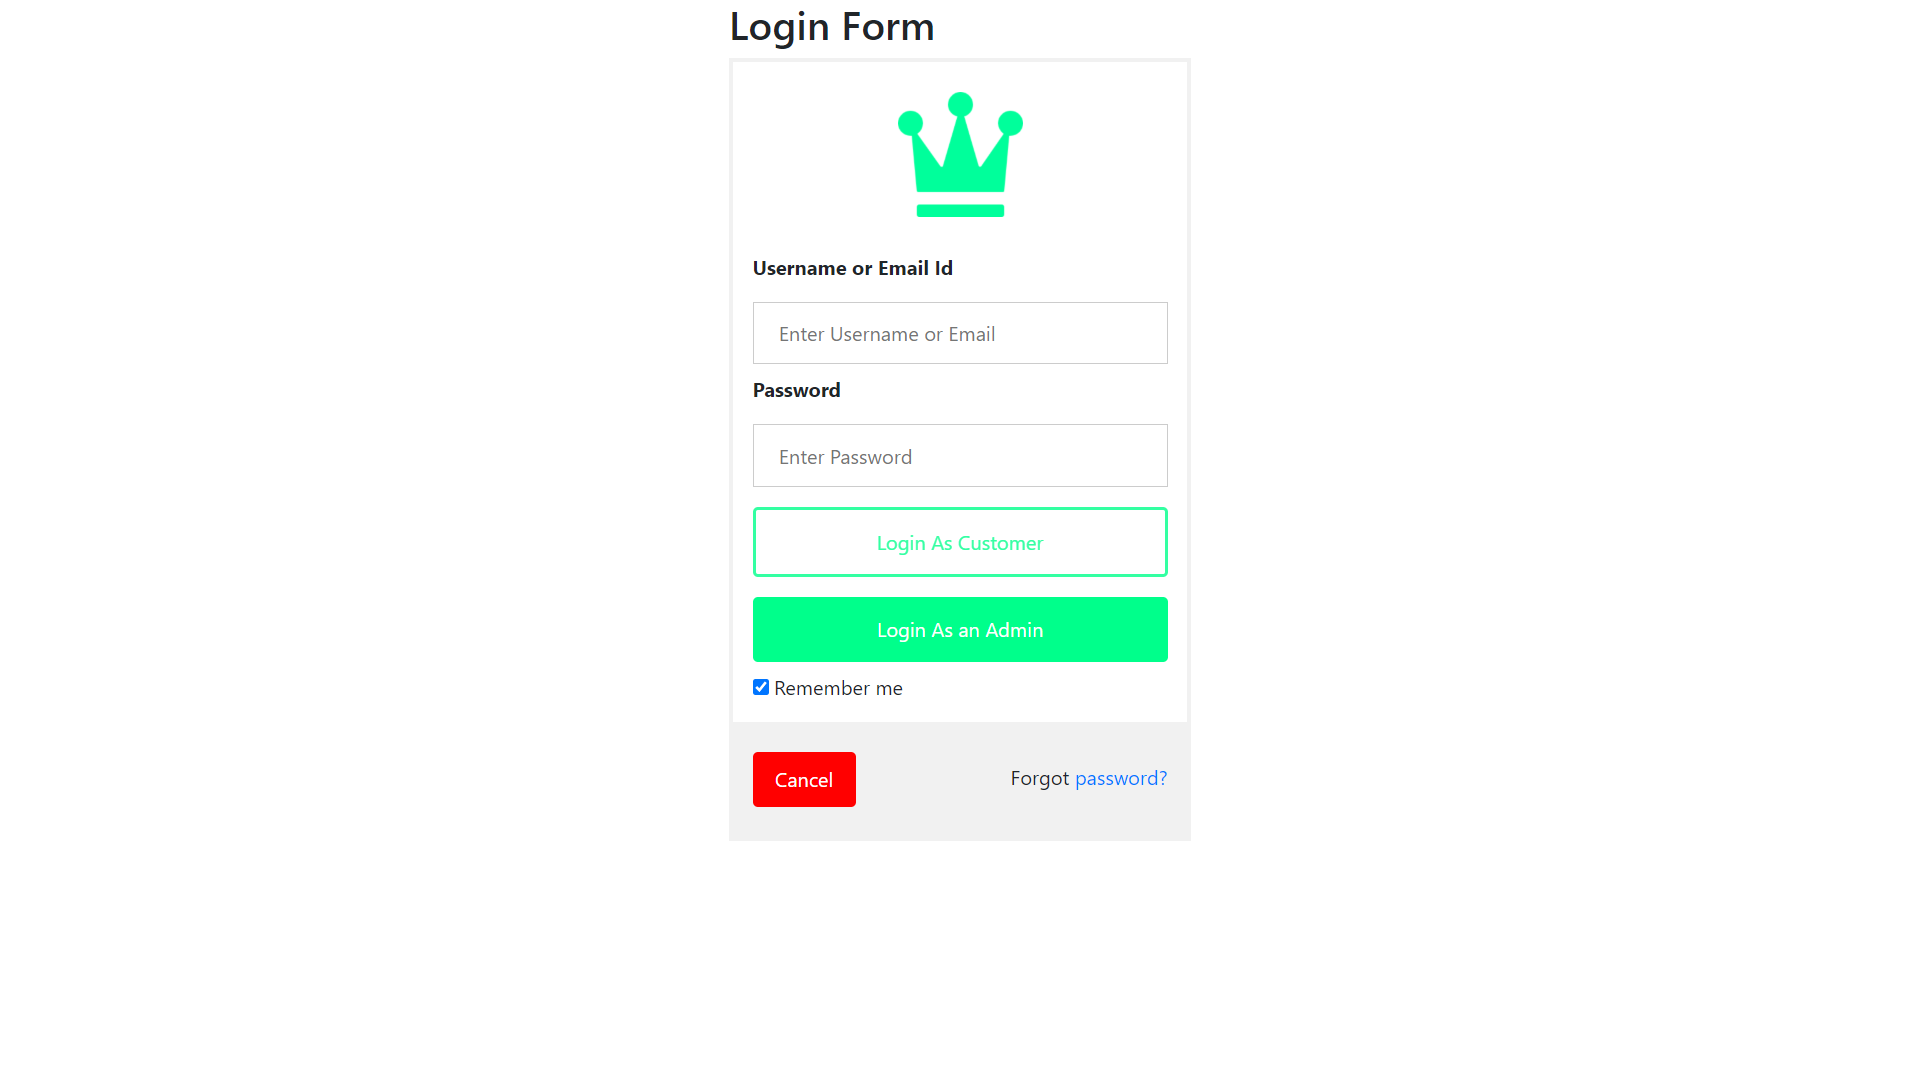 Login Form
Username or Email Id
Enter Username or Email
Password
Enter Password
Login As Customer
Login As an Admin
Remember me
Cancel
Forgot password?